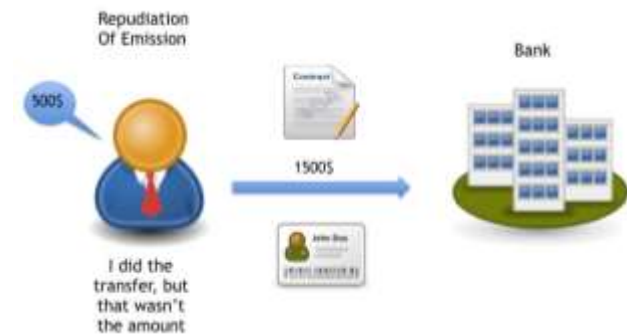 Repudiation
Of Emission
Bank
500$
Contract
1500$
John Doe
I did the
transfer, but
that wasn't
the amount